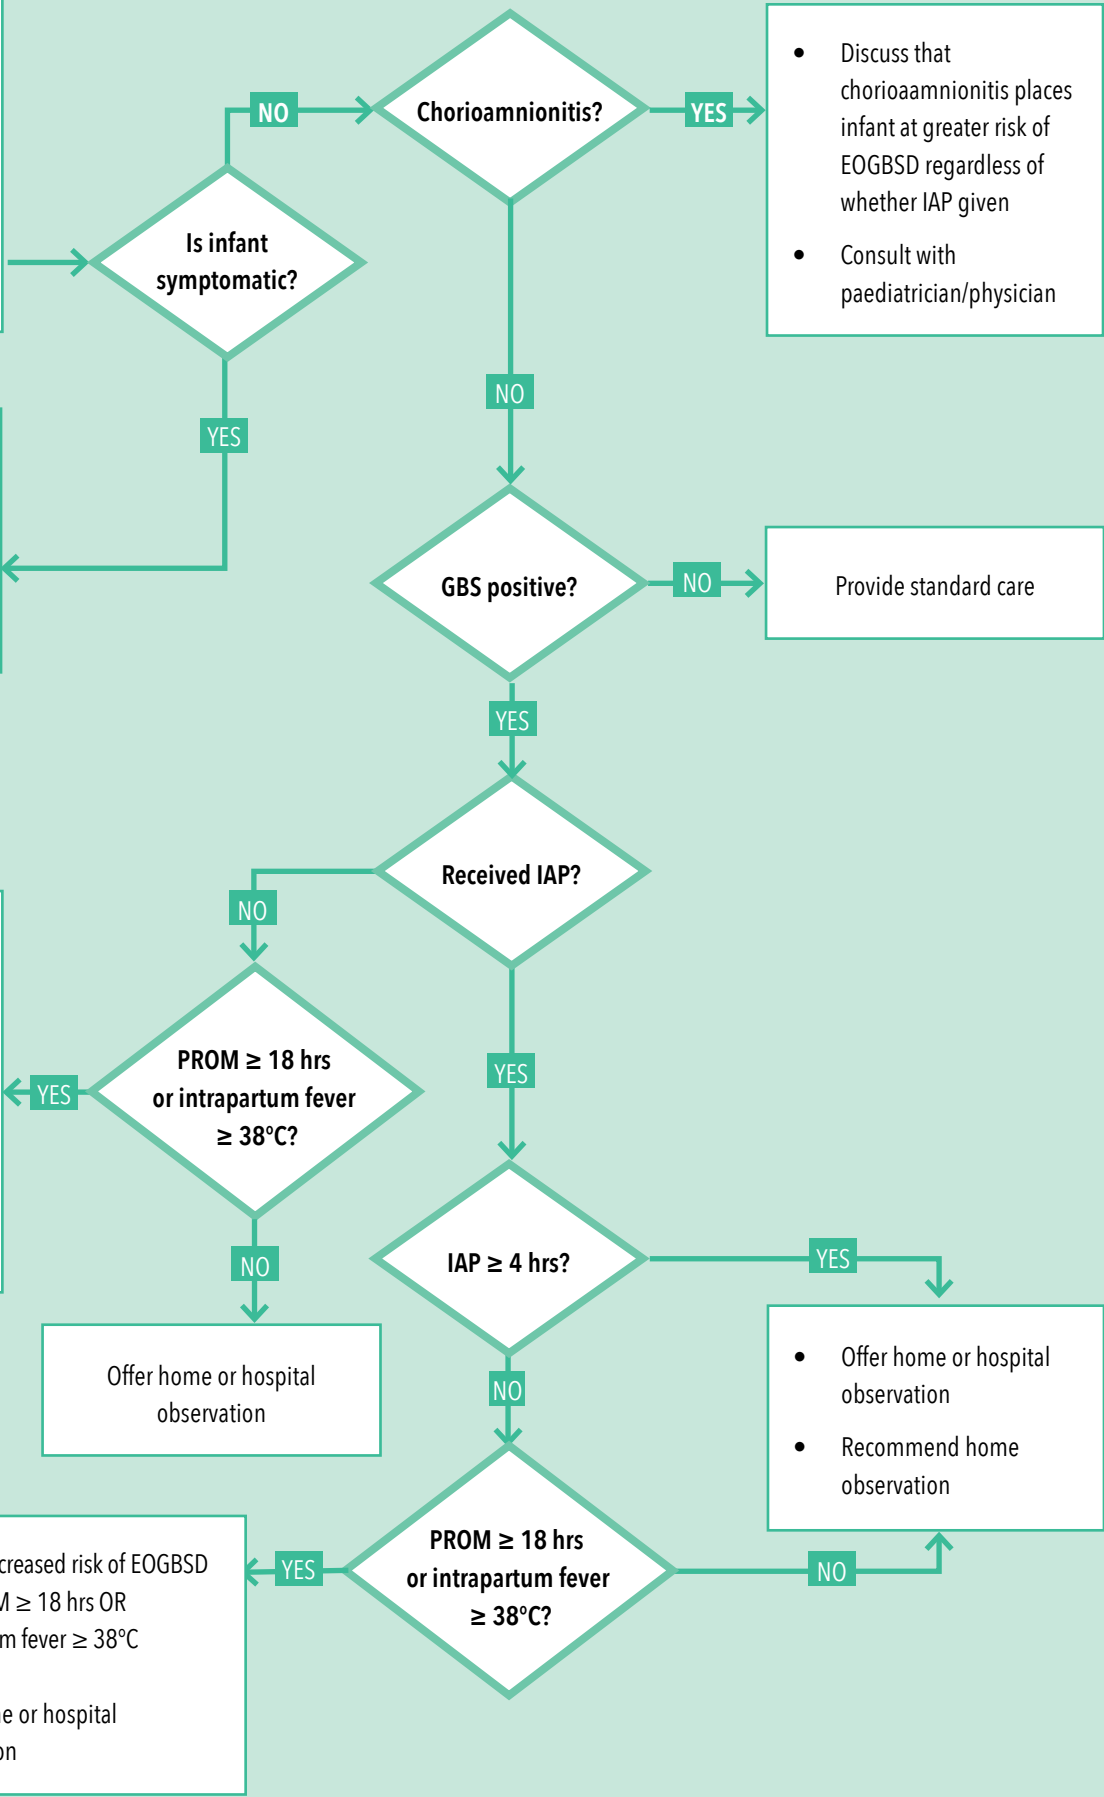 • Discuss that
chorioaamnionitis places
infant at greater risk of
EOGBSD regardless of
whether IAP given
• Consult with
paediatrician/physician
NO
Chorioamnionitis?
YES
Is infant
symptomatic?
NO
YES
GBS positive?
NO
Provide standard care
YES
Received IAP?
NO
PROM ≥ 18 hrs
or intrapartum fever
≥ 38ºC?
YES
YES
NO
IAP ≥ 4 hrs?
YES
Offer home or hospital
observation
NO
• Offer home or hospital
observation
• Recommend home
observation
PROM ≥ 18 hrs
or intrapartum fever
≥ 38ºC?
YES
NO
creased risk of EOGBSD
M ≥ 18 hrs OR
m fever ≥ 38ºC
e or hospital
on